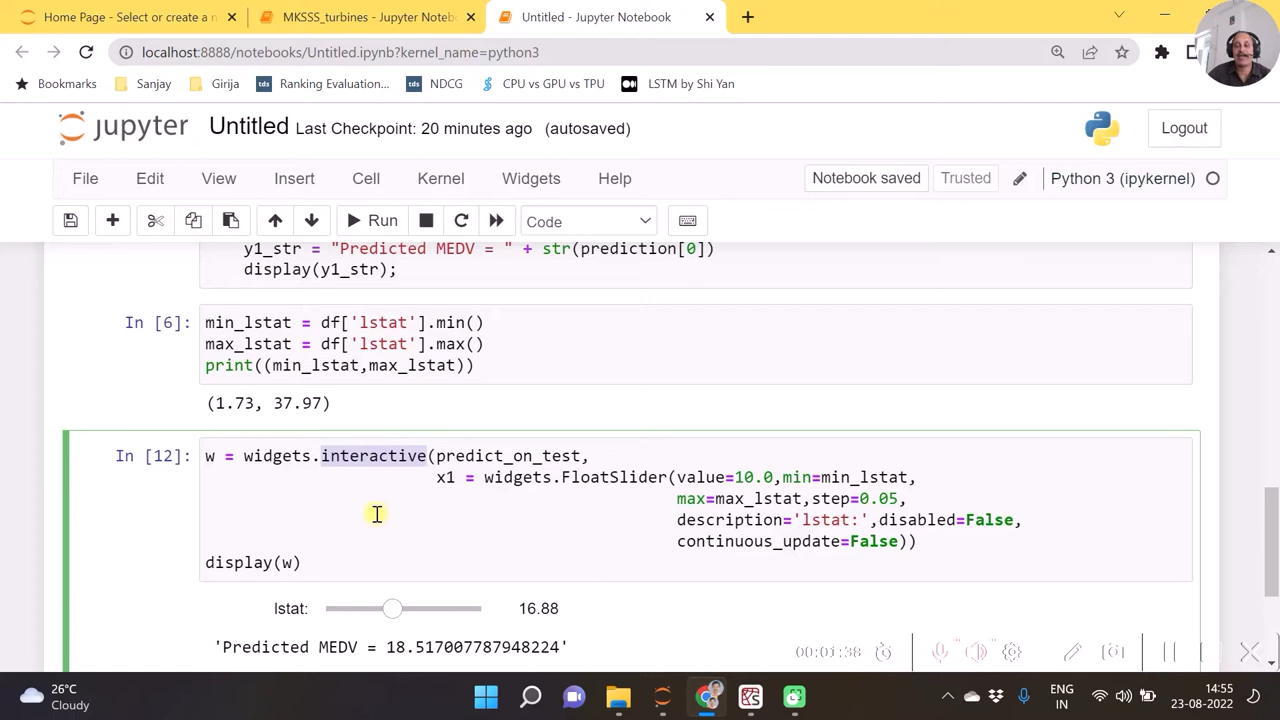 Home Page - Select or create a n
MKSSS_turbines - Jupyter Noteb
Untitled - Jupyter Notebook
localhost:8888/notebooks/Untitled.ipynb?kernel_name=python3
Bookmarks
Sanjay
Girija
tds
Ranking Evaluation...
tds
NDCG
CPU vs GPU vs TPU
LSTM by Shi Yan
jupyter
Untitled Last Checkpoint: 20 minutes ago (autosaved)
Logout
File
Edit
View
Insert
Cell
Kernel
Widgets
Help
Notebook saved
Trusted
Python 3 (ipykernel)
Run
Code
y1_str = "Predicted MEDV = " + str(prediction[0])
display(y1_str);
In [6]:
min_lstat = df['lstat'].min()
max_lstat = df['lstat'].max()
print((min_lstat,max_lstat))
(1.73, 37.97)
In [12]:
w = widgets.interactive(predict_on_test,
x1 = widgets.FloatSlider(value=10.0,min=min_lstat,
max=max_lstat,step=0.05,
description='lstat:',disabled=False,
continuous_update=False))
display(w)
lstat:
16.88
'Predicted MEDV = 18.517007787948224'
00:01:38
26°C
Cloudy
ENG
IN
14:55
23-08-2022